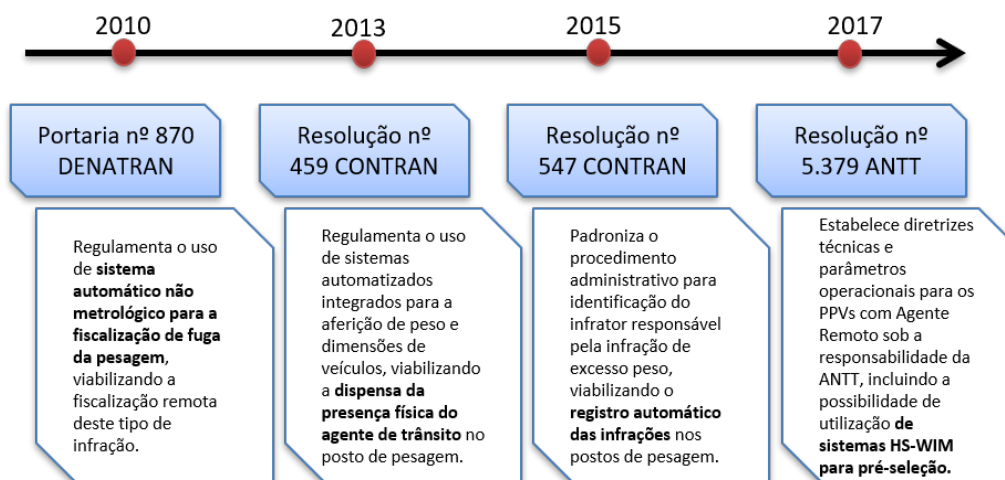 2010
2013
2015
2017
Portaria nº 870
DENATRAN
Resolução nº
459 CONTRAN
Resolução nº
547 CONTRAN
Resolução nº
5.379 ANTT
Regulamenta o uso
de sistema
automático não
metrológico para a
fiscalização de fuga
da pesagem,
viabilizando a
fiscalização remota
deste tipo de
infração.
Regulamenta o uso
de sistemas
automatizados
integrados para a
aferição de peso e
dimensões de
veículos, viabilizando
a dispensa da
presença física do
agente de trânsito no
posto de pesagem.
Padroniza o
procedimento
administrativo para
identificação do
infrator responsável
pela infração de
excesso peso,
viabilizando o
registro automático
das infrações nos
postos de pesagem.
Estabelece diretrizes
técnicas e
parâmetros
operacionais para os
PPVs com Agente
Remoto sob a
responsabilidade da
ANTT, incluindo a
possibilidade de
utilização de
sistemas HS-WIM
para pré-seleção.